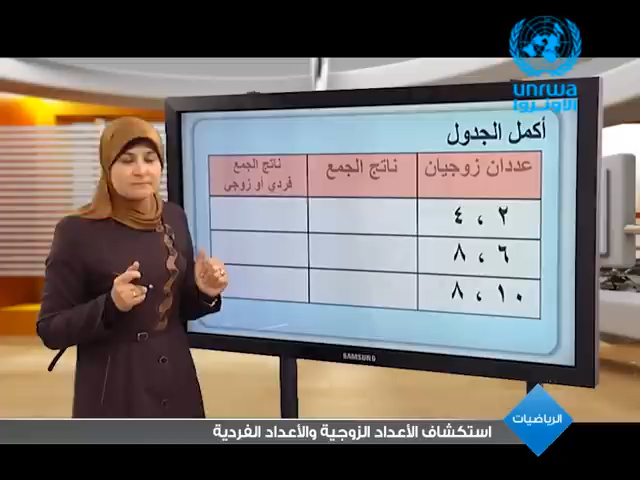 unrwa
الأونروا
أكمل الجدول
عددان زوجيان ناتج الجمع ناتج الجمع فردي أو زوجي
٢ ، ٤
٦ ، ٨
١٠ ، ٨
SAMSUNG
الرياضيات
استكشاف الأعداد الزوجية والأعداد الفردية